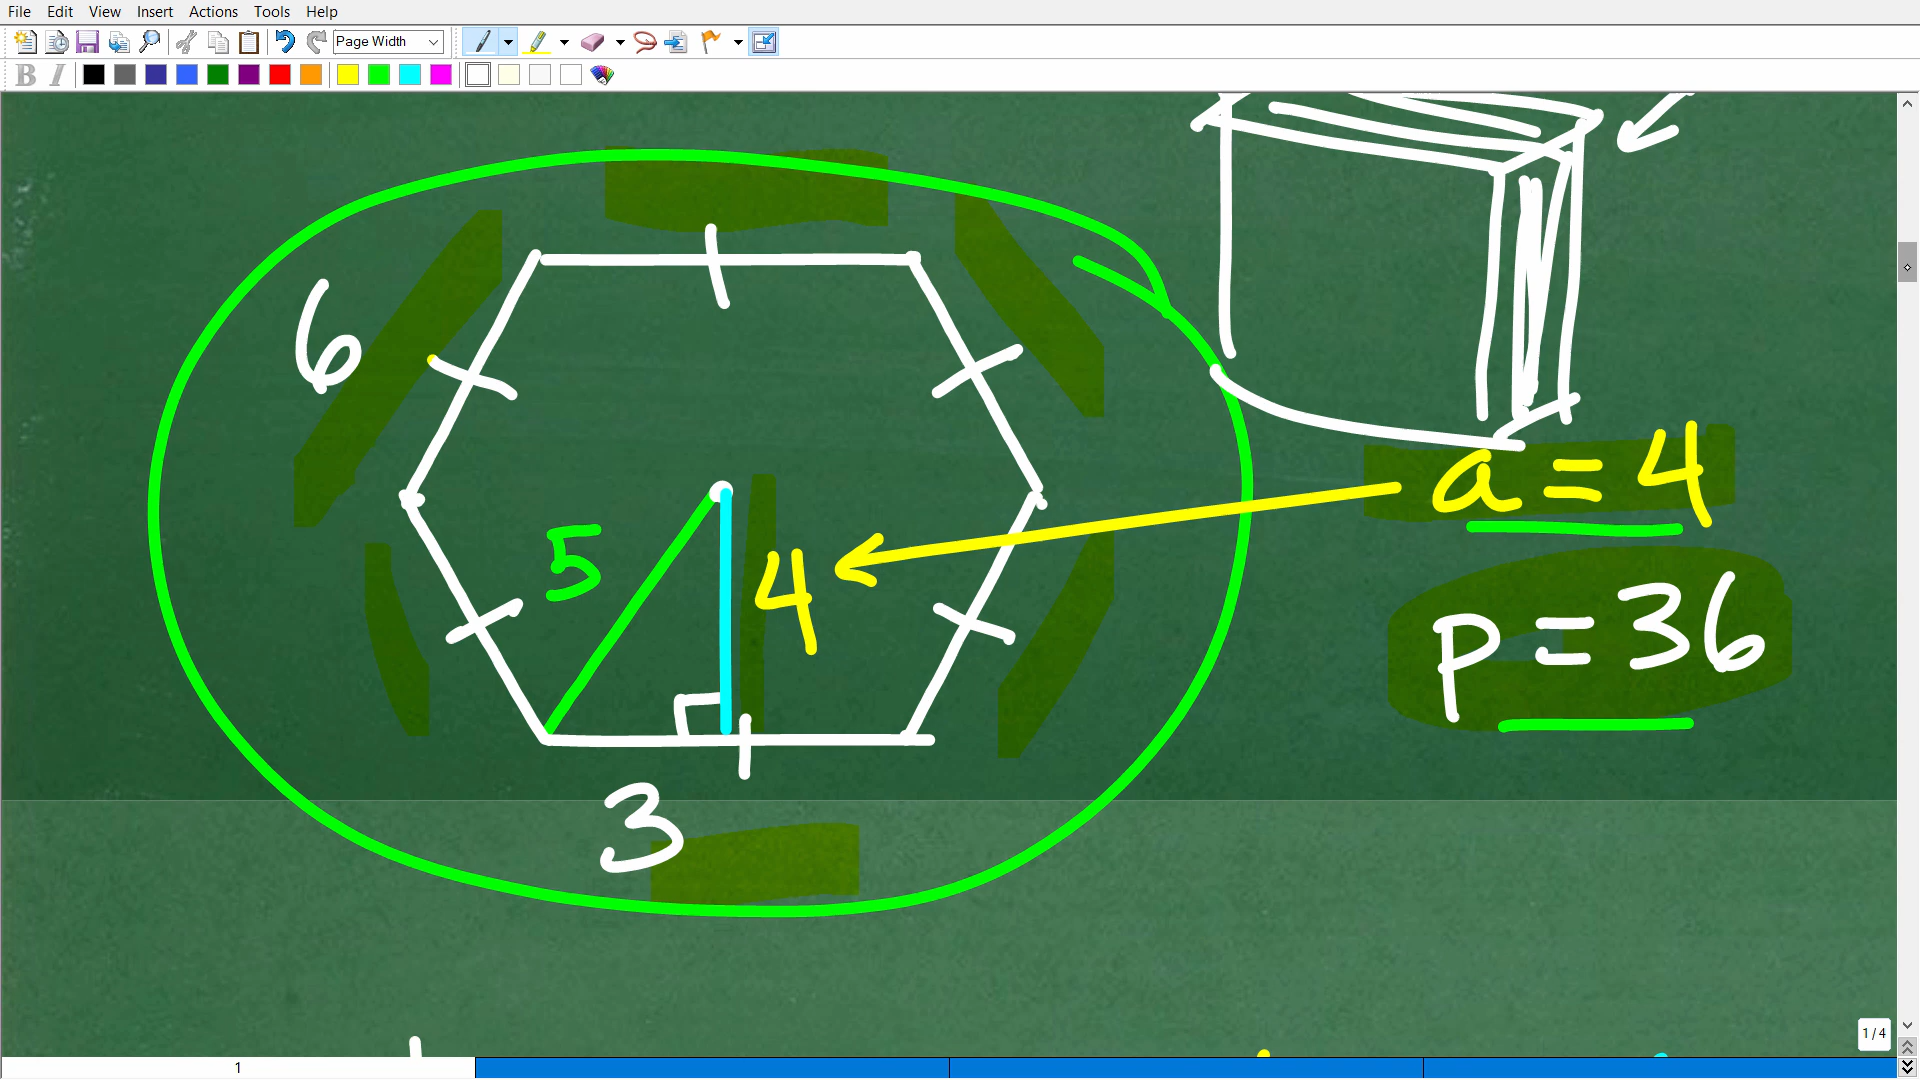 File Edit View Insert Actions Tools Help
Page Width
B I
6
5
4
a = 4
p = 36
3
1 / 4
1